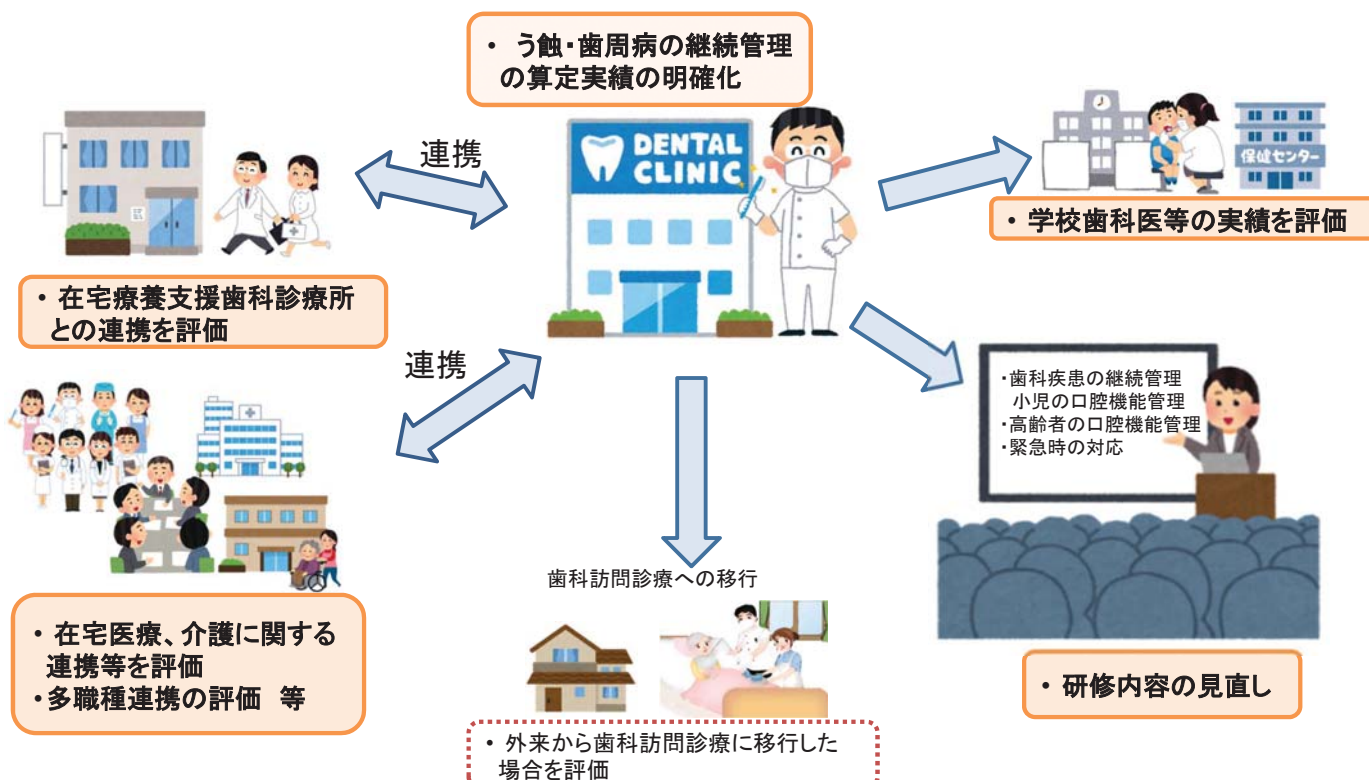 ・ う蝕・歯周病の継続管理
の算定実績の明確化
連携
DENTAL
CLINIC
保健センター
・ 学校歯科医等の実績を評価
・ 在宅療養支援歯科診療所
との連携を評価
連携
・歯科疾患の継続管理
小児の口腔機能管理
・高齢者の口腔機能管理
・緊急時の対応
歯科訪問診療への移行
・ 在宅医療、介護に関する
連携等を評価
・多職種連携の評価 等
・ 研修内容の見直し
・ 外来から歯科訪問診療に移行した
場合を評価